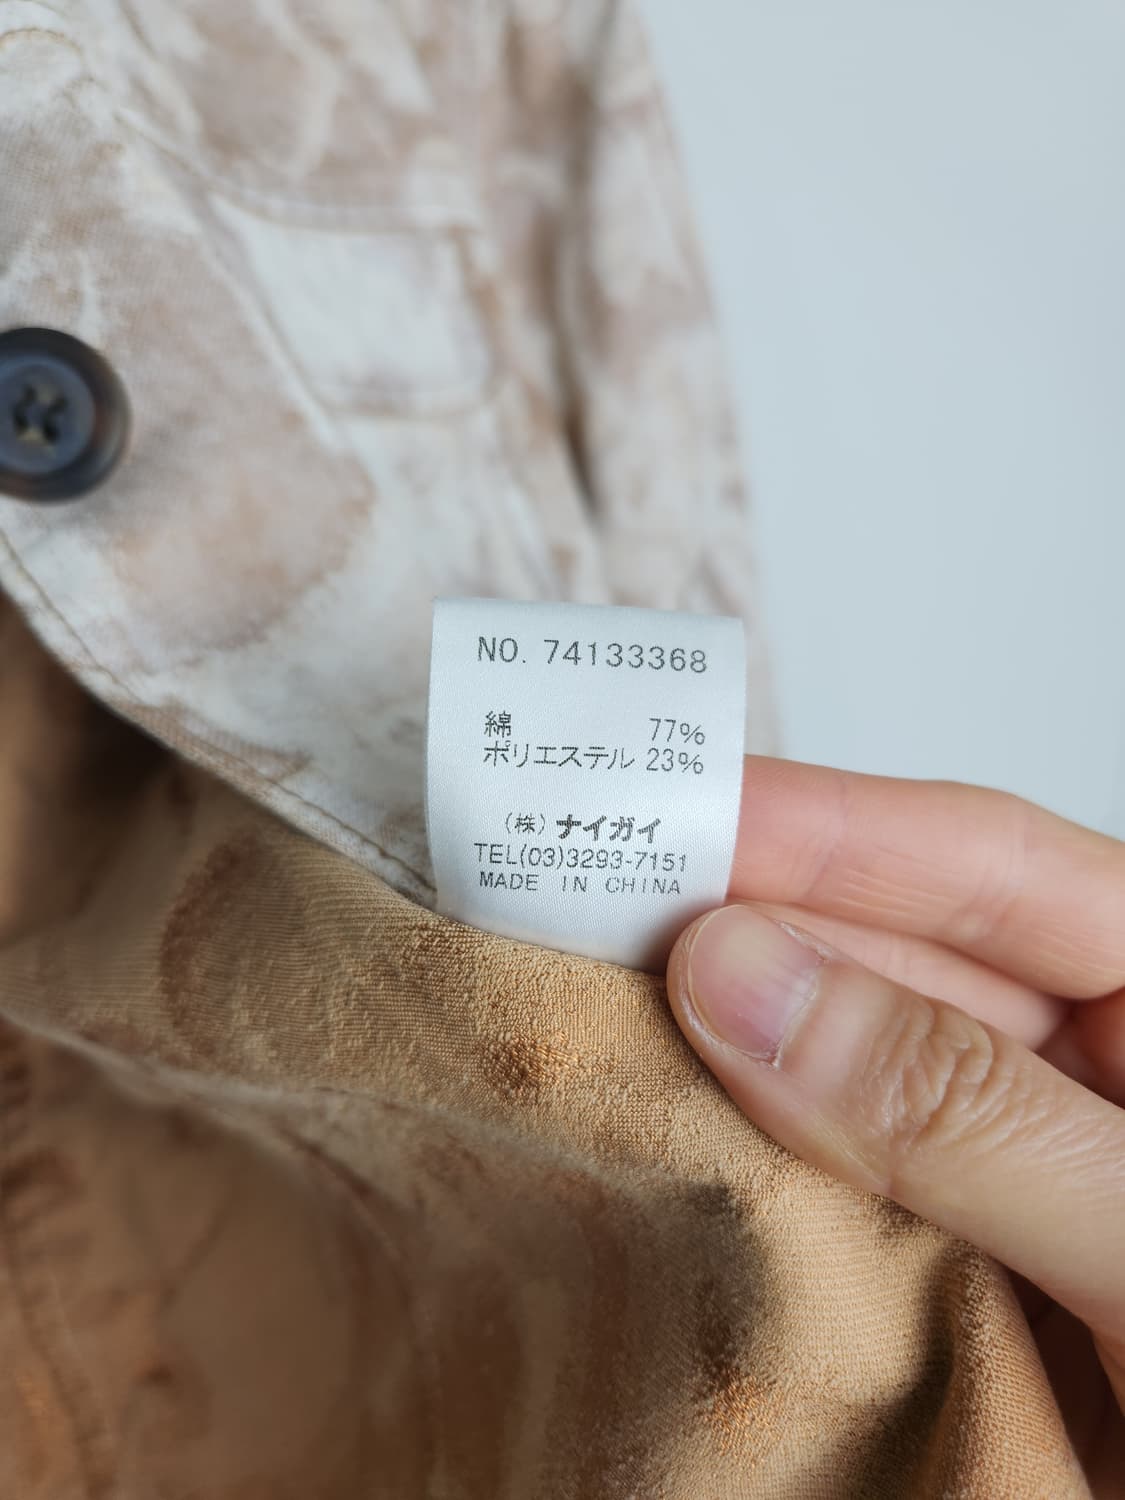 NO. 74133368
綿 77%
ポリエステル 23%
(株)ナイガイ
TEL(03)3293-7151
MADE IN CHINA